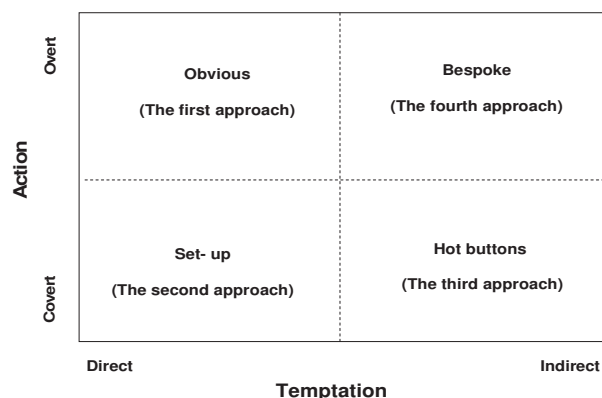 Overt
Obvious
(The first approach)
Bespoke
(The fourth approach)
Action
Set- up
(The second approach)
Hot buttons
(The third approach)
Covert
Direct
Indirect
Temptation